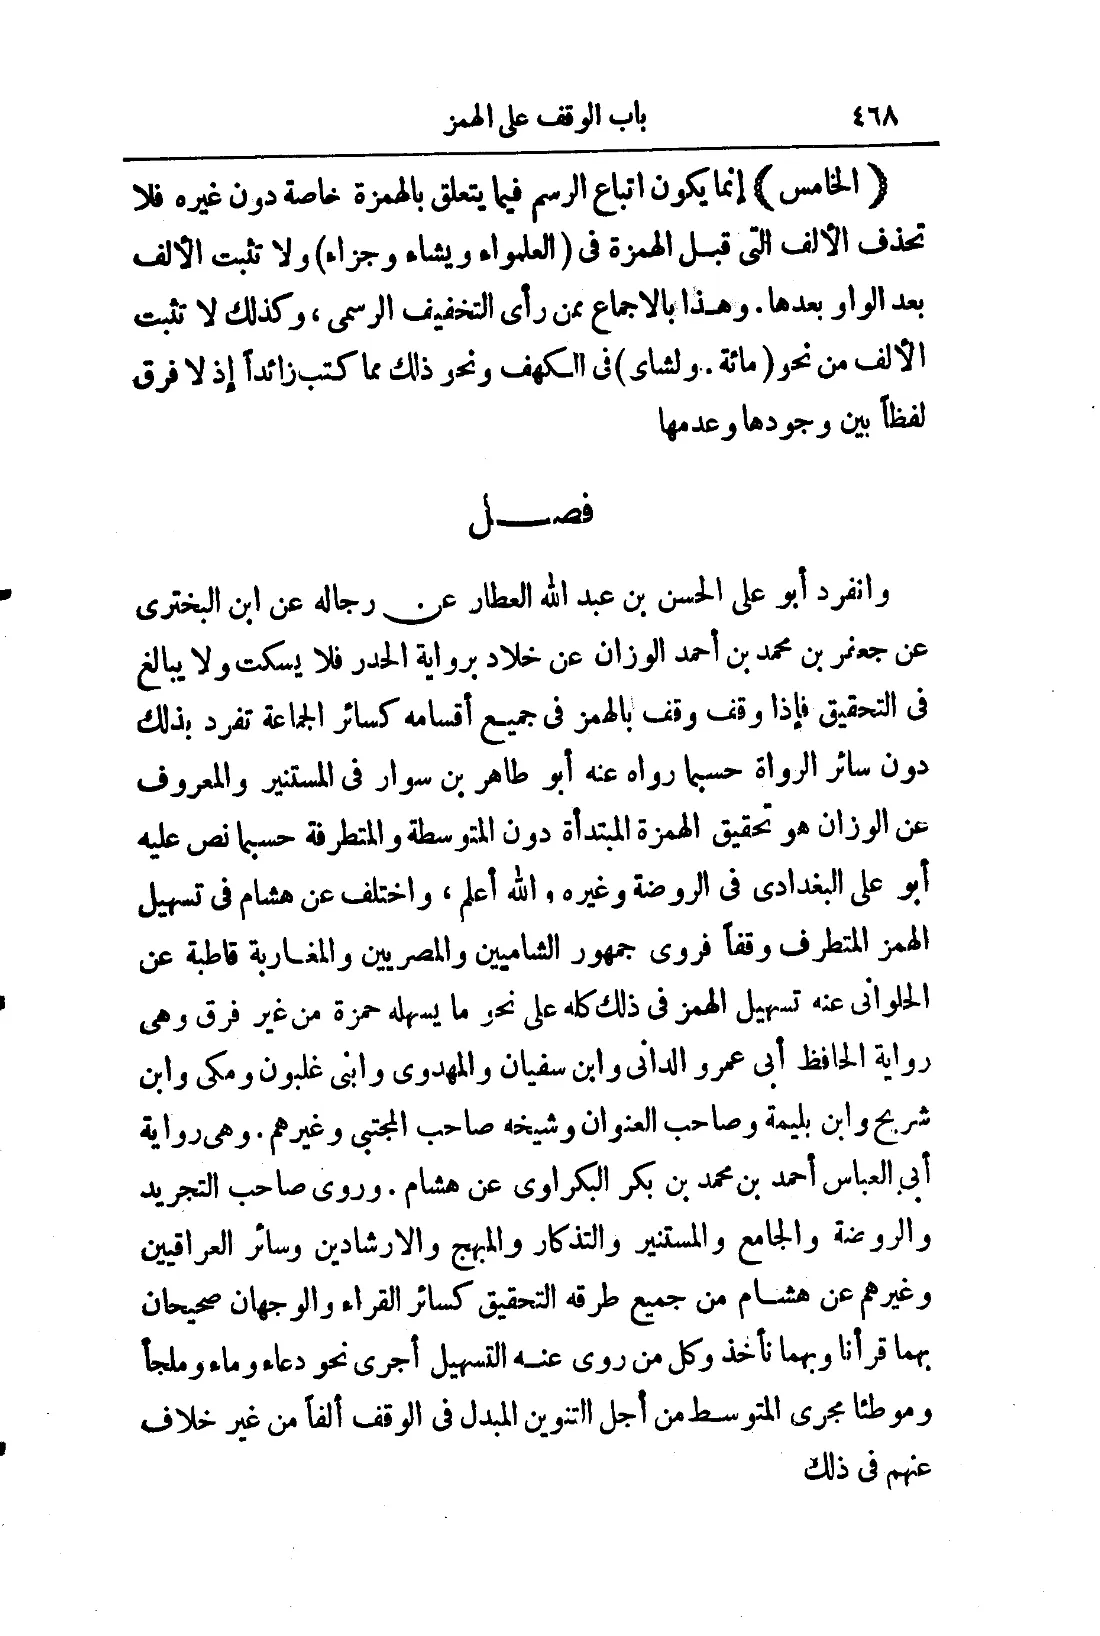 ٤٦٨ باب الوقف على الهمز
﴿ الخامس ﴾ إنما يكون اتباع الرسم فيما يتعلق بالهمزة خاصة دون غيره فلا
تحذف الألف التى قبل الهمزة فى (العلمواء ويشاء وجزاء) ولا تثبت الألف
بعد الواو بعدها. وهذا بالاجماع ممن رأى التخفيف الرسمى، وكذلك لا تثبت
الألف من نحو ( مائة .. ولشاى) فى الكهف ونحو ذلك مما كتب زائداً إذ لا فرق
لفظاً بين وجودها وعدمها
فصل
وانفرد أبو على الحسن بن عبد الله العطار عن رجاله عن ابن البخترى
عن جعفر بن محمد بن أحمد الوزان عن خلاد برواية الحدر فلا يسكت ولا يبالغ
فى التحقيق فإذا وقف وقف بالهمز فى جميع أقسامه كسائر الجماعة تفرد بذلك
دون سائر الرواة حسبما رواه عنه أبو طاهر بن سوار فى المستنير والمعروف
عن الوزان هو تحقيق الهمزة المبتدأة دون المتوسطة والمتطرفة حسبما نص عليه
أبو على البغدادى فى الروضة وغيره ، والله أعلم ، واختلف عن هشام فى تسهيل
الهمز المتطرف وقفاً فروى جمهور الشاميين والمصريين والمغاربة قاطبة عن
الحلوانى عنه تسهيل الهمز فى ذلك كله على نحو ما يسهله حمزة من غير فرق وهى
رواية الحافظ أبى عمرو الدانى وابن سفيان والمهدوى وابنى غلبون ومكى وابن
شريح وابن بليمة وصاحب العنوان وشيخه صاحب المجتبى وغيرهم . وهى رواية
أبى العباس أحمد بن محمد بن بكر البكراوى عن هشام . وروى صاحب التجريد
والروضة والجامع والمستنير والتذكار والمبهج والارشادين وسائر العراقيين
وغيرهم عن هشام من جميع طرقه التحقيق كسائر القراء والوجهان صحيحان
بهما قرأنا وبهما نأخذ وكل من روى عنه التسهيل أجرى نحو دعاء وماء وملجأ
وموطئا مجرى المتوسط من أجل التنوين المبدل فى الوقف ألفاً من غير خلاف
عنهم فى ذلك